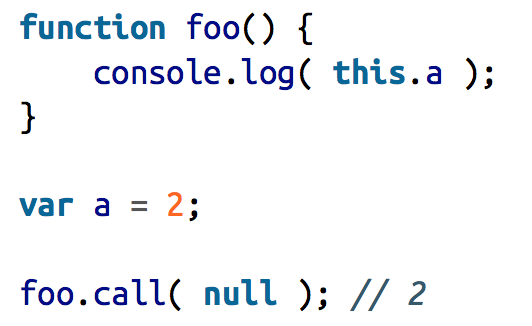 function foo() {
    console.log( this.a );
}

var a = 2;

foo.call( null ); // 2